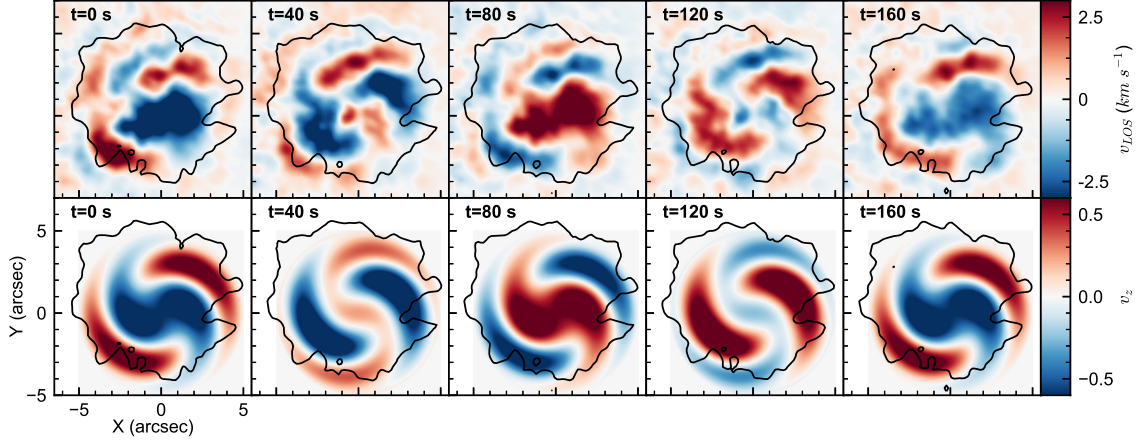 t=0 s t=40 s t=80 s t=120 s t=160 s
2.5
0
-2.5
v_LOS (km s⁻¹)
t=0 s t=40 s t=80 s t=120 s t=160 s
5
0
−5
Y (arcsec)
0.5
0.0
−0.5
v_z
−5 0 5
X (arcsec)